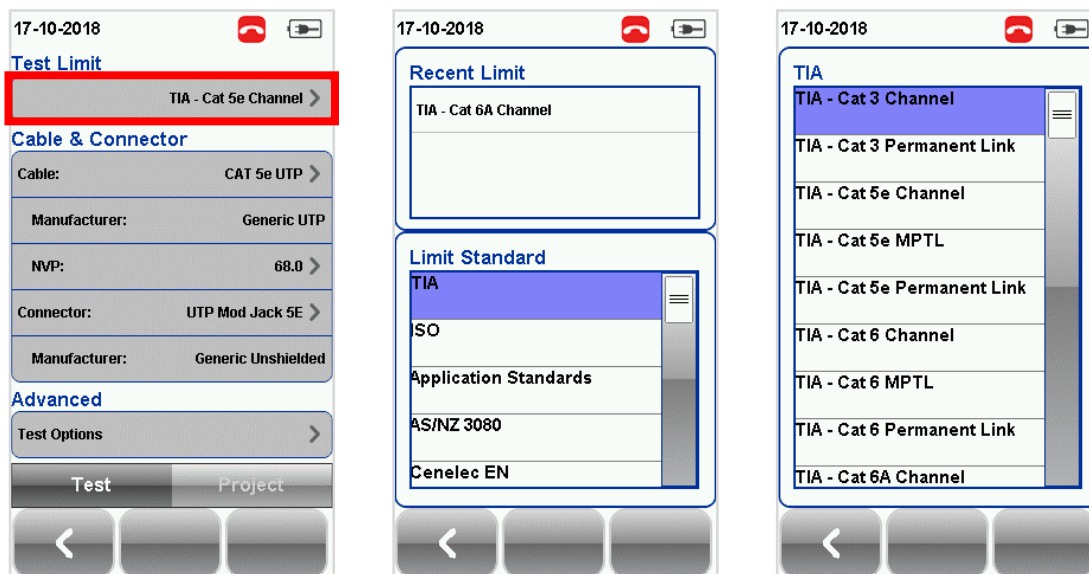 17-10-2018
Test Limit
TIA - Cat 5e Channel
Cable & Connector
Cable: CAT 5e UTP
Manufacturer: Generic UTP
NVP: 68.0
Connector: UTP Mod Jack 5E
Manufacturer: Generic Unshielded
Advanced
Test Options
Test Project
17-10-2018
Recent Limit
TIA - Cat 6A Channel
Limit Standard
TIA
ISO
Application Standards
AS/NZ 3080
Cenelec EN
17-10-2018
TIA
TIA - Cat 3 Channel
TIA - Cat 3 Permanent Link
TIA - Cat 5e Channel
TIA - Cat 5e MPTL
TIA - Cat 5e Permanent Link
TIA - Cat 6 Channel
TIA - Cat 6 MPTL
TIA - Cat 6 Permanent Link
TIA - Cat 6A Channel